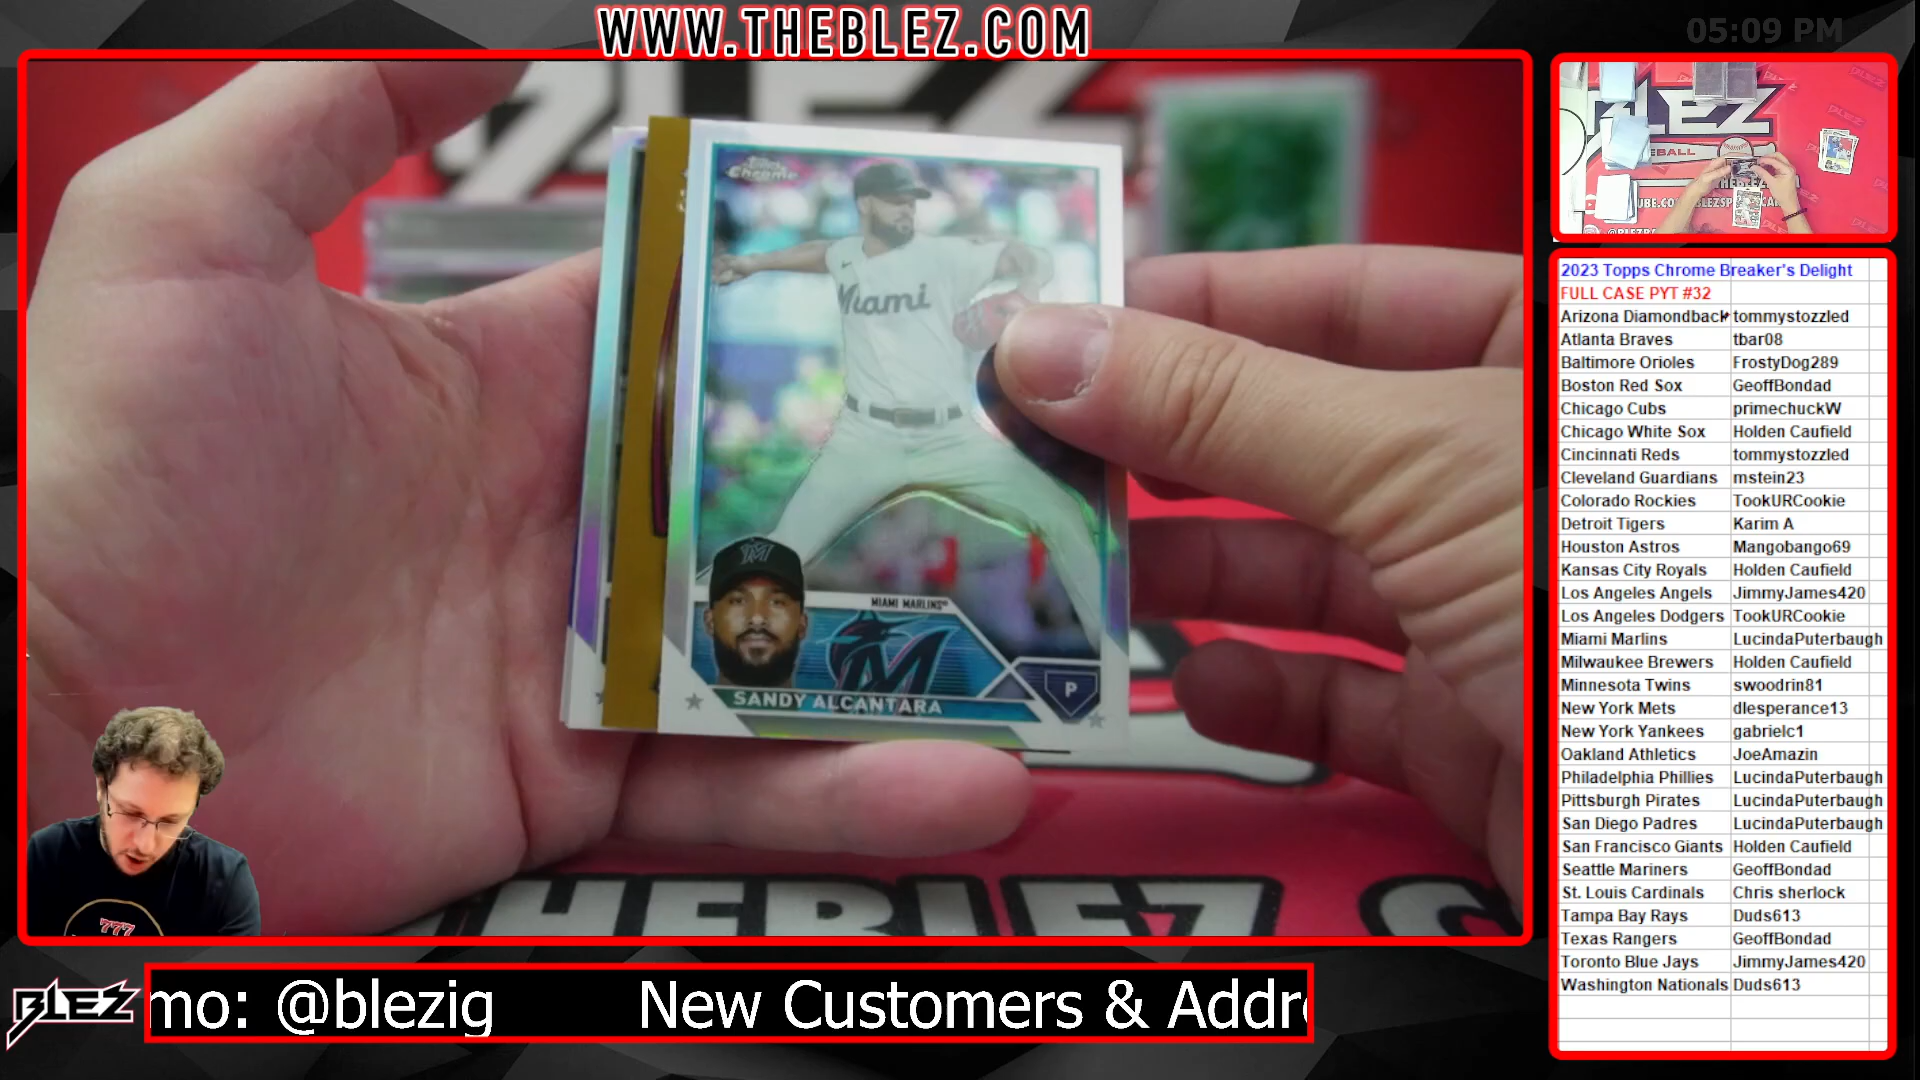 WWW.THEBLEZ.COM
05:09 PM
Topps
Chrome
Miami
MIAMI MARLINS
SANDY ALCANTARA
P
THEBLEZ
777
BLEZ
mo: @blezig New Customers & Addr
2023 Topps Chrome Breaker's Delight
FULL CASE PYT #32
Arizona Diamondback tommystozzled
Atlanta Braves tbar08
Baltimore Orioles FrostyDog289
Boston Red Sox GeoffBondad
Chicago Cubs primechuckW
Chicago White Sox Holden Caufield
Cincinnati Reds tommystozzled
Cleveland Guardians mstein23
Colorado Rockies TookURCookie
Detroit Tigers Karim A
Houston Astros Mangobango69
Kansas City Royals Holden Caufield
Los Angeles Angels JimmyJames420
Los Angeles Dodgers TookURCookie
Miami Marlins LucindaPuterbaugh
Milwaukee Brewers Holden Caufield
Minnesota Twins swoodrin81
New York Mets dlesperance13
New York Yankees gabrielc1
Oakland Athletics JoeAmazin
Philadelphia Phillies LucindaPuterbaugh
Pittsburgh Pirates LucindaPuterbaugh
San Diego Padres LucindaPuterbaugh
San Francisco Giants Holden Caufield
Seattle Mariners GeoffBondad
St. Louis Cardinals Chris sherlock
Tampa Bay Rays Duds613
Texas Rangers GeoffBondad
Toronto Blue Jays JimmyJames420
Washington Nationals Duds613